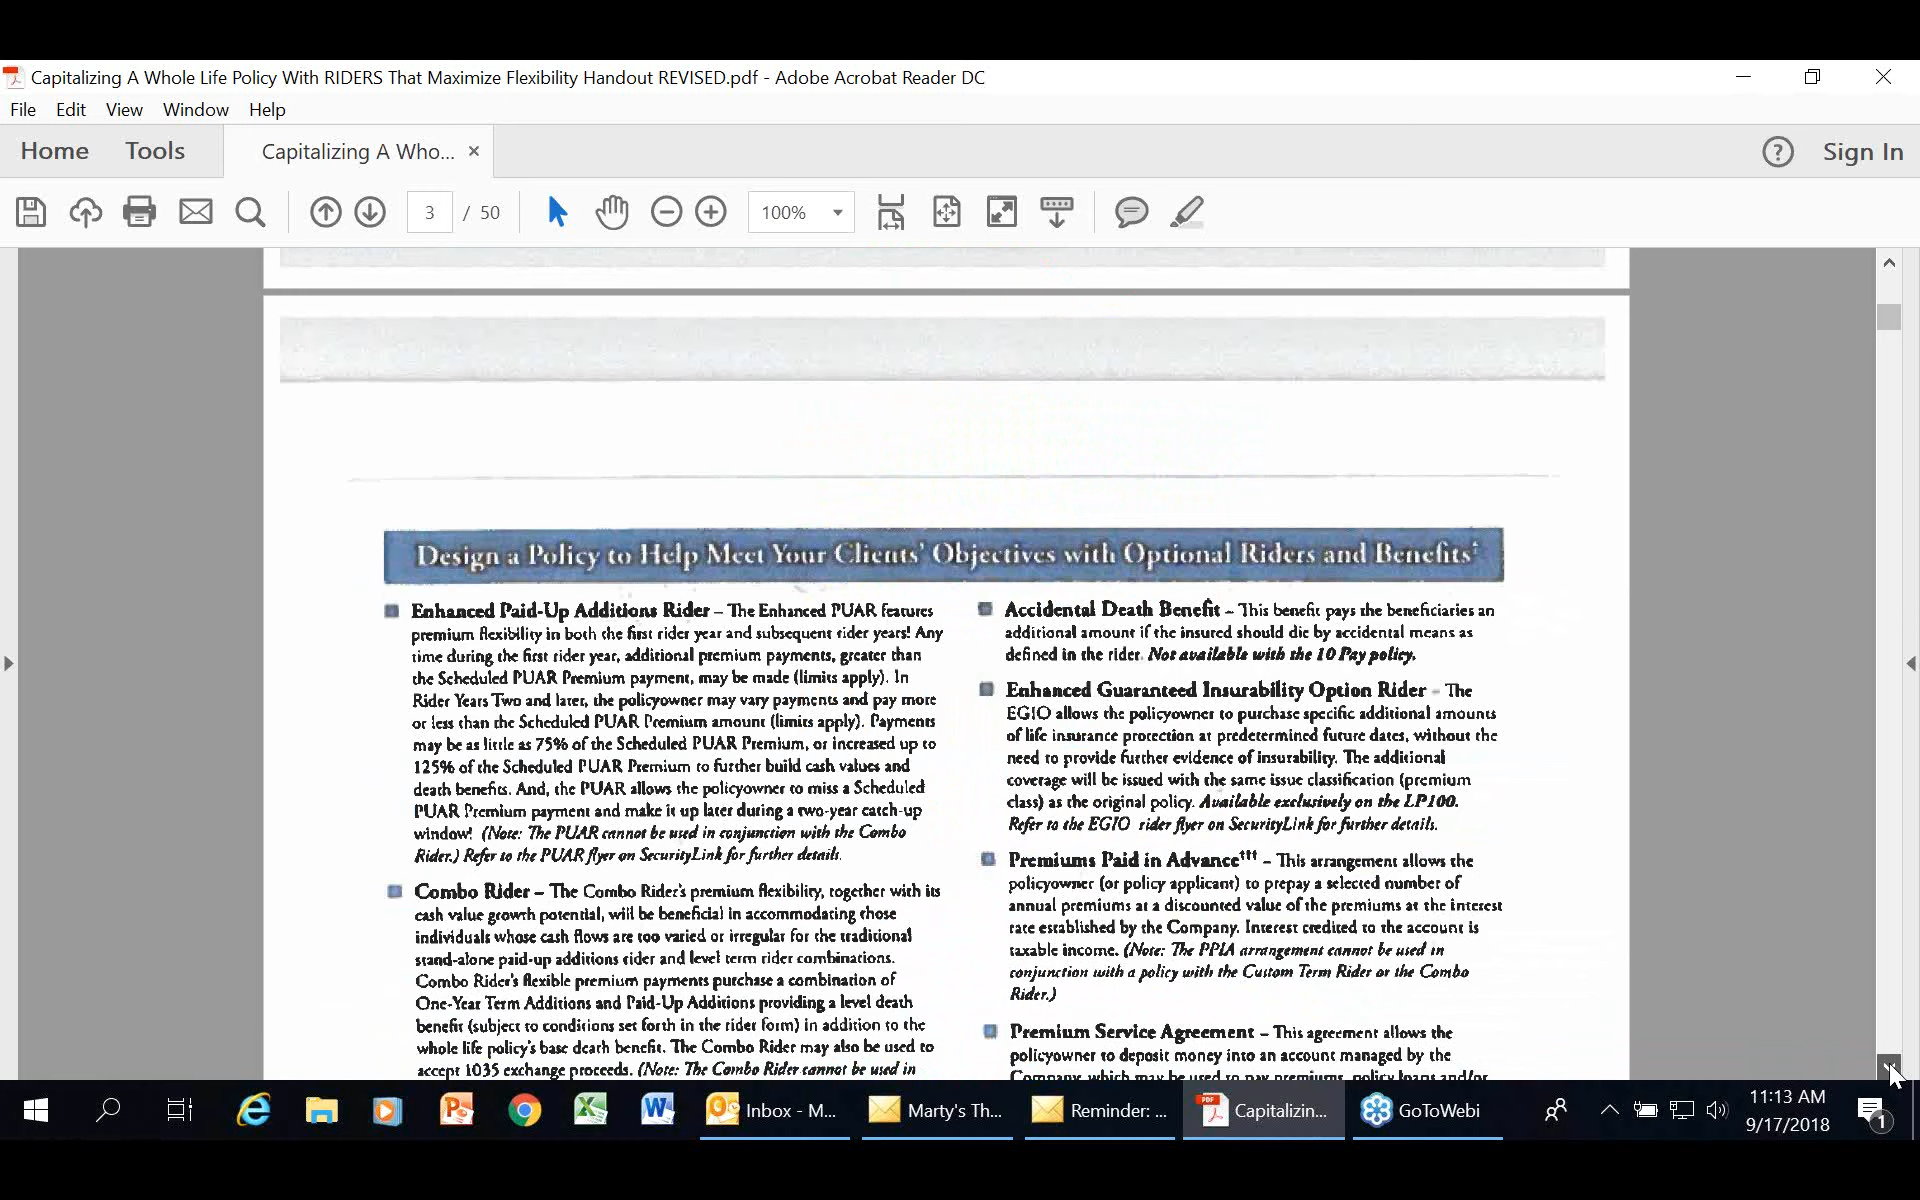 Capitalizing A Whole Life Policy With RIDERS That Maximize Flexibility Handout REVISED.pdf - Adobe Acrobat Reader DC
File Edit View Window Help
Home Tools Capitalizing A Who... × Sign In
3 / 50 100%
Design a Policy to Help Meet Your Clients' Objectives with Optional Riders and Benefits‡
Enhanced Paid-Up Additions Rider – The Enhanced PUAR features
premium flexibility in both the first rider year and subsequent rider years! Any
time during the first rider year, additional premium payments, greater than
the Scheduled PUAR Premium payment, may be made (limits apply). In
Rider Years Two and later, the policyowner may vary payments and pay more
or less than the Scheduled PUAR Premium amount (limits apply). Payments
may be as little as 75% of the Scheduled PUAR Premium, or increased up to
125% of the Scheduled PUAR Premium to further build cash values and
death benefits. And, the PUAR allows the policyowner to miss a Scheduled
PUAR Premium payment and make it up later during a two-year catch-up
window! (Note: The PUAR cannot be used in conjunction with the Combo
Rider.) Refer to the PUAR flyer on SecurityLink for further details.
Combo Rider – The Combo Rider's premium flexibility, together with its
cash value growth potential, will be beneficial in accommodating those
individuals whose cash flows are too varied or irregular for the traditional
stand-alone paid-up additions rider and level term rider combinations.
Combo Rider's flexible premium payments purchase a combination of
One-Year Term Additions and Paid-Up Additions providing a level death
benefit (subject to conditions set forth in the rider form) in addition to the
whole life policy's base death benefit. The Combo Rider may also be used to
accept 1035 exchange proceeds. (Note: The Combo Rider cannot be used in
Accidental Death Benefit – This benefit pays the beneficiaries an
additional amount if the insured should die by accidental means as
defined in the rider. Not available with the 10 Pay policy.
Enhanced Guaranteed Insurability Option Rider – The
EGIO allows the policyowner to purchase specific additional amounts
of life insurance protection at predetermined future dates, without the
need to provide further evidence of insurability. The additional
coverage will be issued with the same issue classification (premium
class) as the original policy. Available exclusively on the LP100.
Refer to the EGIO rider flyer on SecurityLink for further details.
Premiums Paid in Advance††† – This arrangement allows the
policyowner (or policy applicant) to prepay a selected number of
annual premiums at a discounted value of the premiums at the interest
rate established by the Company. Interest credited to the account is
taxable income. (Note: The PPIA arrangement cannot be used in
conjunction with a policy with the Custom Term Rider or the Combo
Rider.)
Premium Service Agreement – This agreement allows the
policyowner to deposit money into an account managed by the
Company, which may be used to pay premiums, policy loans and/or
Inbox - M... Marty's Th... Reminder: ... Capitalizin... GoToWebi
11:13 AM
9/17/2018
1